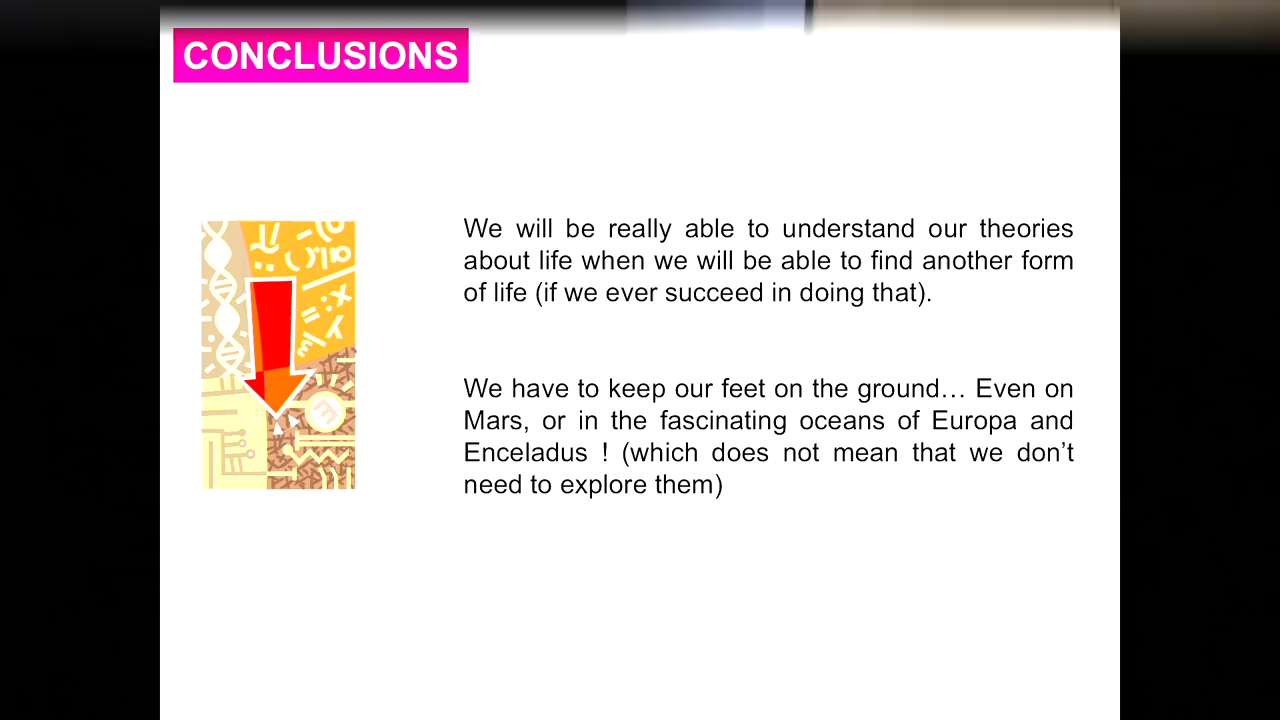 CONCLUSIONS
We will be really able to understand our theories
about life when we will be able to find another form
of life (if we ever succeed in doing that).
We have to keep our feet on the ground… Even on
Mars, or in the fascinating oceans of Europa and
Enceladus ! (which does not mean that we don’t
need to explore them)